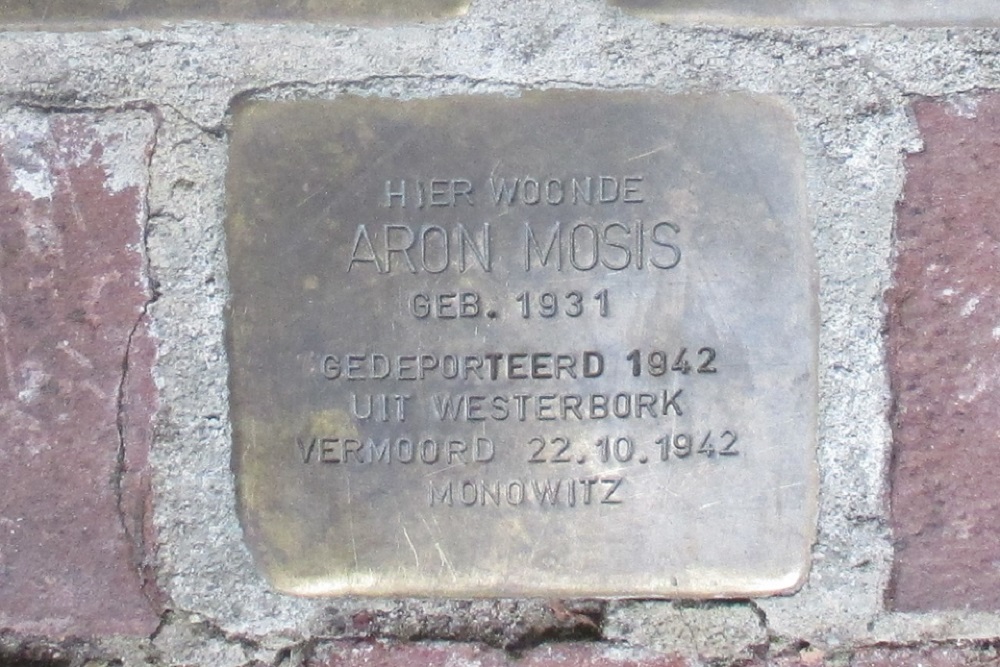 HIER WOONDE
ARON MOSIS
GEB. 1931
GEDEPORTEERD 1942
UIT WESTERBORK
VERMOORD 22.10.1942
MONOWITZ